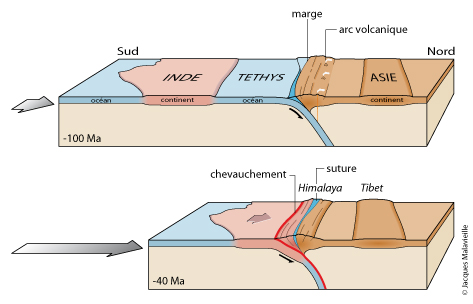 marge
arc volcanique
Sud
Nord
INDE
TETHYS
ASIE
océan
continent
océan
continent
-100 Ma
chevauchement
suture
Himalaya
Tibet
-40 Ma
© Jacques Malavieille